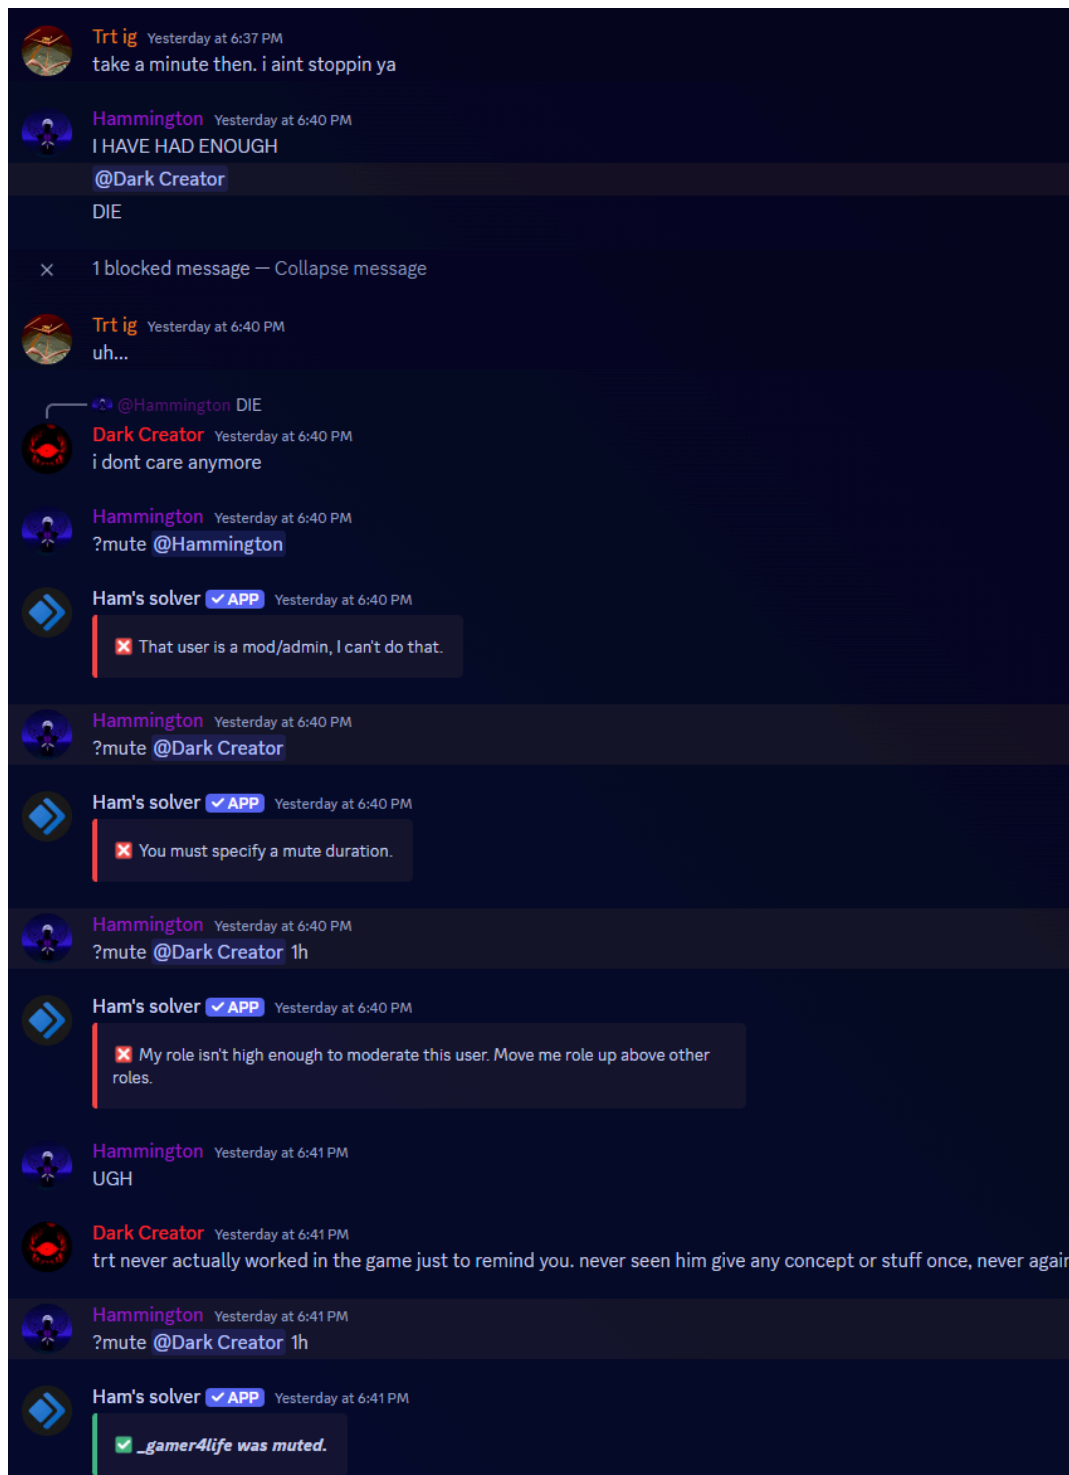 Trt ig Yesterday at 6:37 PM
take a minute then. i aint stoppin ya
Hammington Yesterday at 6:40 PM
I HAVE HAD ENOUGH
@Dark Creator
DIE
1 blocked message — Collapse message
Trt ig Yesterday at 6:40 PM
uh...
@Hammington DIE
Dark Creator Yesterday at 6:40 PM
i dont care anymore
Hammington Yesterday at 6:40 PM
?mute @Hammington
Ham's solver ✓ APP Yesterday at 6:40 PM
❌ That user is a mod/admin, I can't do that.
Hammington Yesterday at 6:40 PM
?mute @Dark Creator
Ham's solver ✓ APP Yesterday at 6:40 PM
❌ You must specify a mute duration.
Hammington Yesterday at 6:40 PM
?mute @Dark Creator 1h
Ham's solver ✓ APP Yesterday at 6:40 PM
❌ My role isn't high enough to moderate this user. Move me role up above other
roles.
Hammington Yesterday at 6:41 PM
UGH
Dark Creator Yesterday at 6:41 PM
trt never actually worked in the game just to remind you. never seen him give any concept or stuff once, never
Hammington Yesterday at 6:41 PM
?mute @Dark Creator 1h
Ham's solver ✓ APP Yesterday at 6:41 PM
✅ _gamer4life was muted.